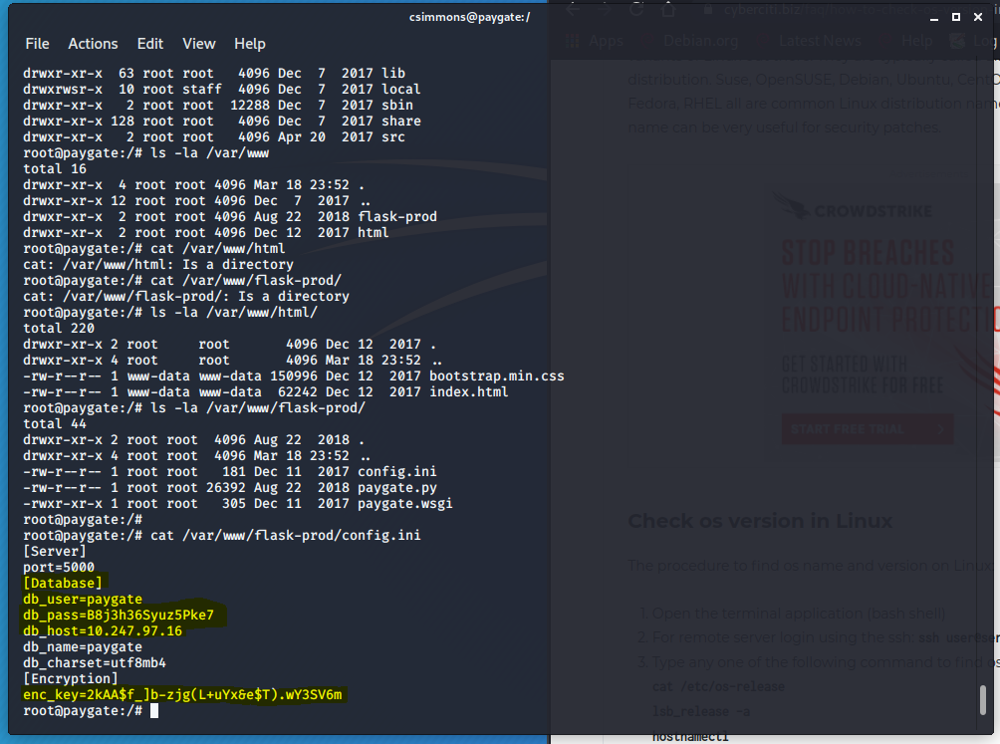 csimmons@paygate:/
File Actions Edit View Help
drwxr-xr-x 63 root root 4096 Dec 7 2017 lib
drwxrwsr-x 10 root staff 4096 Dec 7 2017 local
drwxr-xr-x 2 root root 12288 Dec 7 2017 sbin
drwxr-xr-x 128 root root 4096 Dec 7 2017 share
drwxr-xr-x 2 root root 4096 Apr 20 2017 src
root@paygate:/# ls -la /var/www
total 16
drwxr-xr-x 4 root root 4096 Mar 18 23:52 .
drwxr-xr-x 12 root root 4096 Dec 7 2017 ..
drwxr-xr-x 2 root root 4096 Aug 22 2018 flask-prod
drwxr-xr-x 2 root root 4096 Dec 12 2017 html
root@paygate:/# cat /var/www/html
cat: /var/www/html: Is a directory
root@paygate:/# cat /var/www/flask-prod/
cat: /var/www/flask-prod/: Is a directory
root@paygate:/# ls -la /var/www/html/
total 220
drwxr-xr-x 2 root root 4096 Dec 12 2017 .
drwxr-xr-x 4 root root 4096 Mar 18 23:52 ..
-rw-r--r-- 1 www-data www-data 150996 Dec 12 2017 bootstrap.min.css
-rw-r--r-- 1 www-data www-data 62242 Dec 12 2017 index.html
root@paygate:/# ls -la /var/www/flask-prod/
total 44
drwxr-xr-x 2 root root 4096 Aug 22 2018 .
drwxr-xr-x 4 root root 4096 Mar 18 23:52 ..
-rw-r--r-- 1 root root 181 Dec 11 2017 config.ini
-rw-r--r-- 1 root root 26392 Aug 22 2018 paygate.py
-rwxr-xr-x 1 root root 305 Dec 11 2017 paygate.wsgi
root@paygate:/#
root@paygate:/# cat /var/www/flask-prod/config.ini
[Server]
port=5000
[Database]
db_user=paygate
db_pass=B8j3h36Syuz5Pke7
db_host=10.247.97.16
db_name=paygate
db_charset=utf8mb4
[Encryption]
enc_key=2kAA$f_]b-zjg(L+uYx&e$T).wY3SV6m
root@paygate:/#
Apps Debian.org Latest News Help
distribution. Suse, OpenSUSE, Debian, Ubuntu,
Fedora, RHEL all are common Linux distribution
name can be very useful for security patches.
CROWDSTRIKE
STOP BREACHES
WITH CLOUD-NATIVE
ENDPOINT
GET STARTED WITH
CROWDSTRIKE FOR FREE
START FREE TRIAL
Check os version in Linux
The procedure to find os name and version on Linux
1. Open the terminal application (bash shell)
2. For remote server login using the ssh: ssh
3. Type any one of the following command to find os
cat /etc/os-release
lsb_release -a
hostnamectl